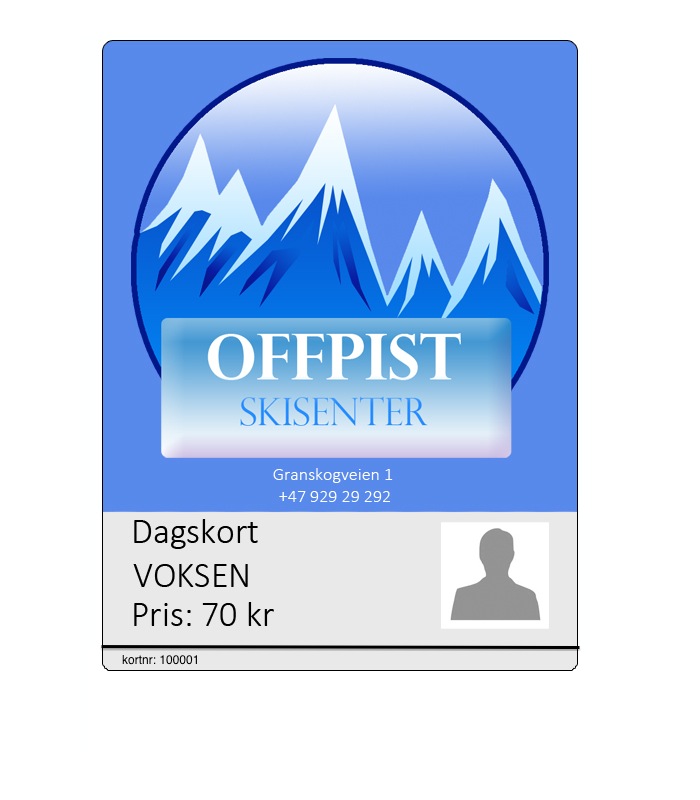 OFFPIST
SKISENTER
Granskogveien 1
+47 929 29 292
Dagskort
VOKSEN
Pris: 70 kr
kortnr: 100001